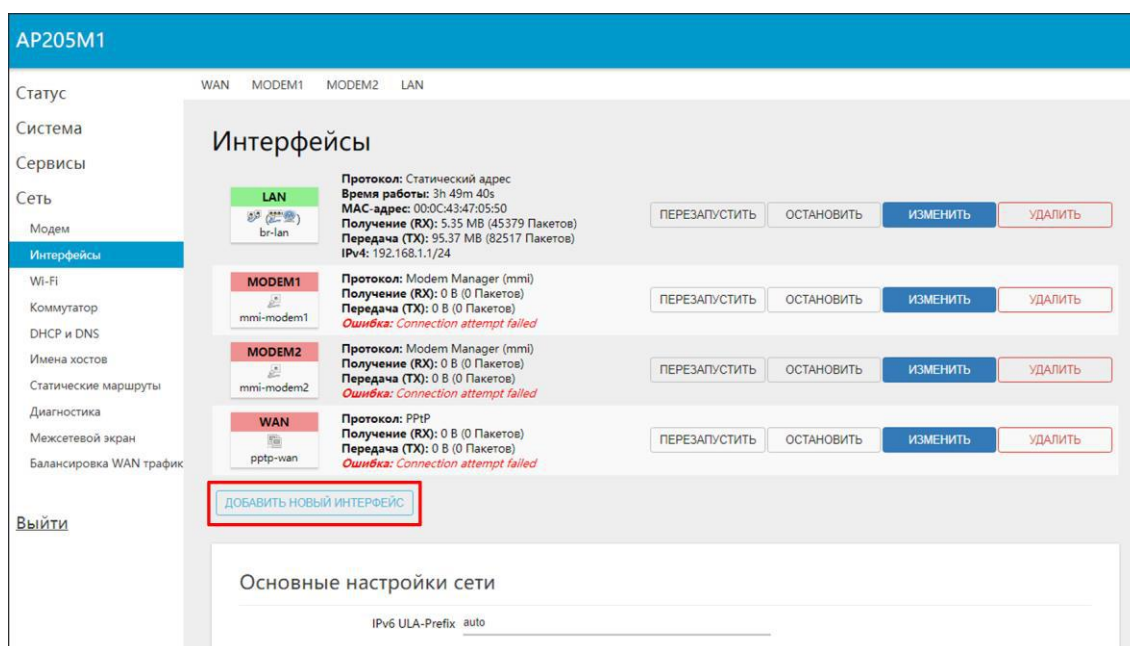 AP205M1
WAN MODEM1 MODEM2 LAN
Статус
Система
Сервисы
Сеть
Модем
Интерфейсы
Wi-Fi
Коммутатор
DHCP и DNS
Имена хостов
Статические маршруты
Диагностика
Межсетевой экран
Балансировка WAN трафик
Выйти
Интерфейсы
LAN
br-lan
Протокол: Статический адрес
Время работы: 3h 49m 40s
MAC-адрес: 00:0C:43:47:05:50
Получение (RX): 5.35 MB (45379 Пакетов)
Передача (TX): 95.37 MB (82517 Пакетов)
IPv4: 192.168.1.1/24
ПЕРЕЗАПУСТИТЬ ОСТАНОВИТЬ ИЗМЕНИТЬ УДАЛИТЬ
MODEM1
mmi-modem1
Протокол: Modem Manager (mmi)
Получение (RX): 0 B (0 Пакетов)
Передача (TX): 0 B (0 Пакетов)
Ошибка: Connection attempt failed
ПЕРЕЗАПУСТИТЬ ОСТАНОВИТЬ ИЗМЕНИТЬ УДАЛИТЬ
MODEM2
mmi-modem2
Протокол: Modem Manager (mmi)
Получение (RX): 0 B (0 Пакетов)
Передача (TX): 0 B (0 Пакетов)
Ошибка: Connection attempt failed
ПЕРЕЗАПУСТИТЬ ОСТАНОВИТЬ ИЗМЕНИТЬ УДАЛИТЬ
WAN
pptp-wan
Протокол: PPtP
Получение (RX): 0 B (0 Пакетов)
Передача (TX): 0 B (0 Пакетов)
Ошибка: Connection attempt failed
ПЕРЕЗАПУСТИТЬ ОСТАНОВИТЬ ИЗМЕНИТЬ УДАЛИТЬ
ДОБАВИТЬ НОВЫЙ ИНТЕРФЕЙС
Основные настройки сети
IPv6 ULA-Prefix auto